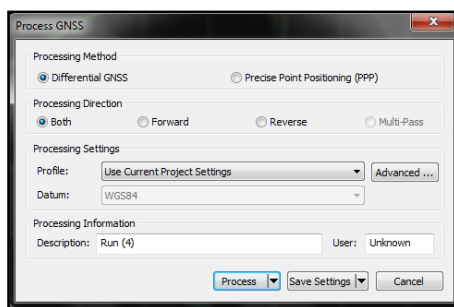 Process GNSS
Processing Method
Differential GNSS Precise Point Positioning (PPP)
Processing Direction
Both Forward Reverse Multi-Pass
Processing Settings
Profile: Use Current Project Settings Advanced ...
Datum: WGS84
Processing Information
Description: Run (4) User: Unknown
Process Save Settings Cancel